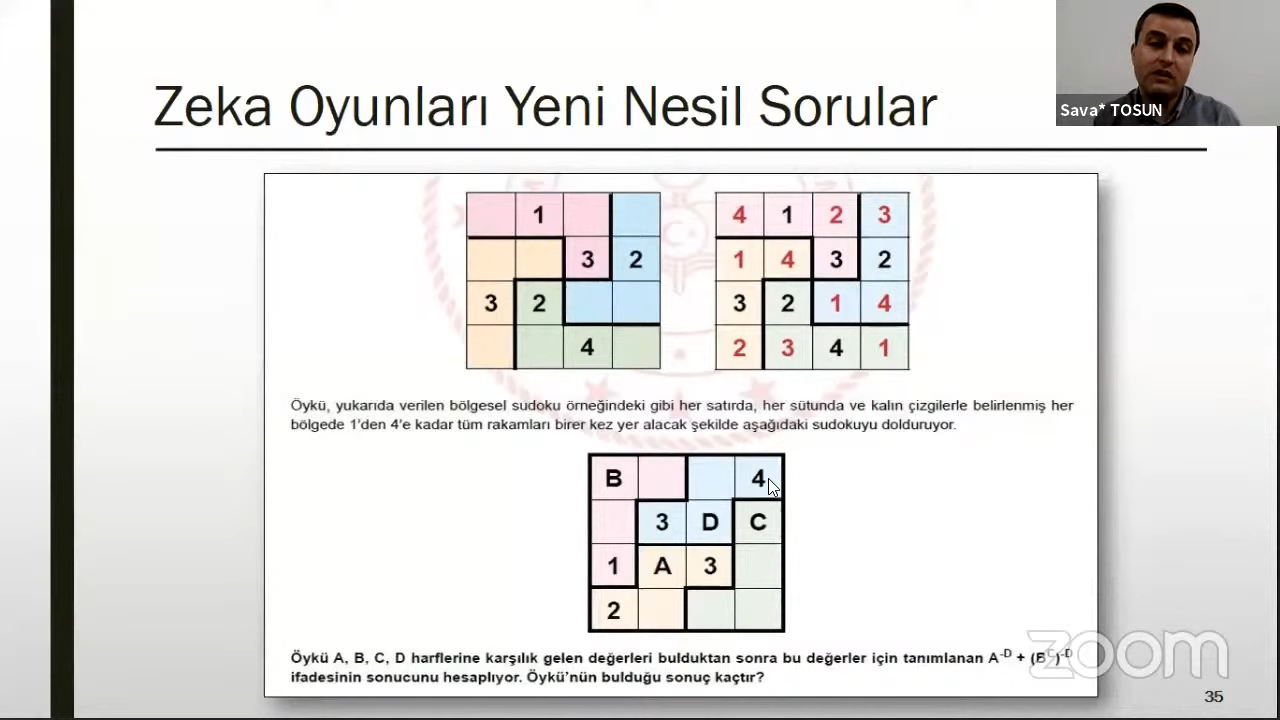 Sava* TOSUN
Zeka Oyunları Yeni Nesil Sorular
1
3 2
3 2
4
4 1 2 3
1 4 3 2
3 2 1 4
2 3 4 1
Öykü, yukarıda verilen bölgesel sudoku örneğindeki gibi her satırda, her sütunda ve kalın çizgilerle belirlenmiş her
bölgede 1'den 4'e kadar tüm rakamları birer kez yer alacak şekilde aşağıdaki sudokuyu dolduruyor.
B 4
3 D C
1 A 3
2
Öykü A, B, C, D harflerine karşılık gelen değerleri bulduktan sonra bu değerler için tanımlanan A⁻ᴰ + (Bᶜ)⁻ᴰ
ifadesinin sonucunu hesaplıyor. Öykü'nün bulduğu sonuç kaçtır?
zoom
35